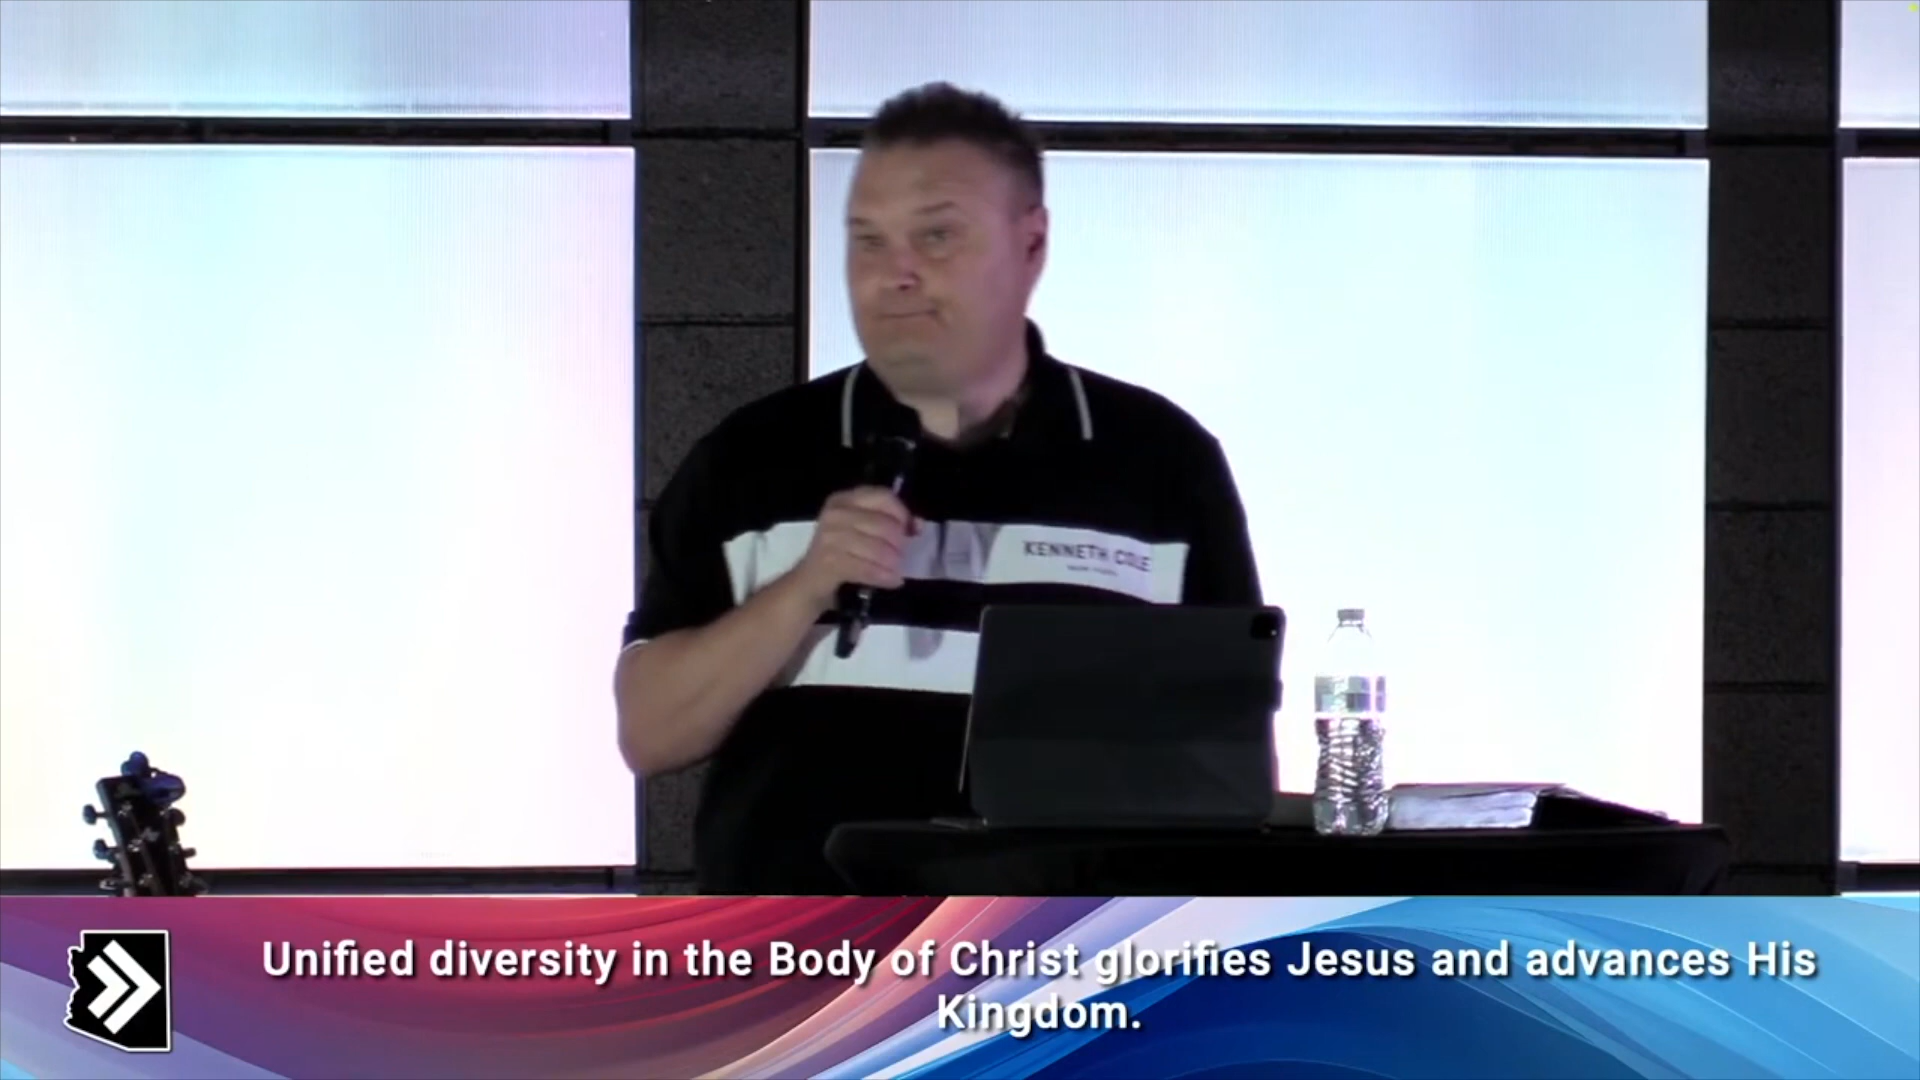 KENNETH COLE
Unified diversity in the Body of Christ glorifies Jesus and advances His
Kingdom.